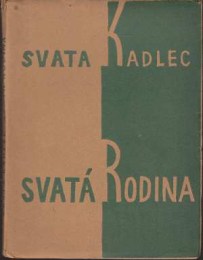 SVATA KADLEC
SVATÁ RODINA